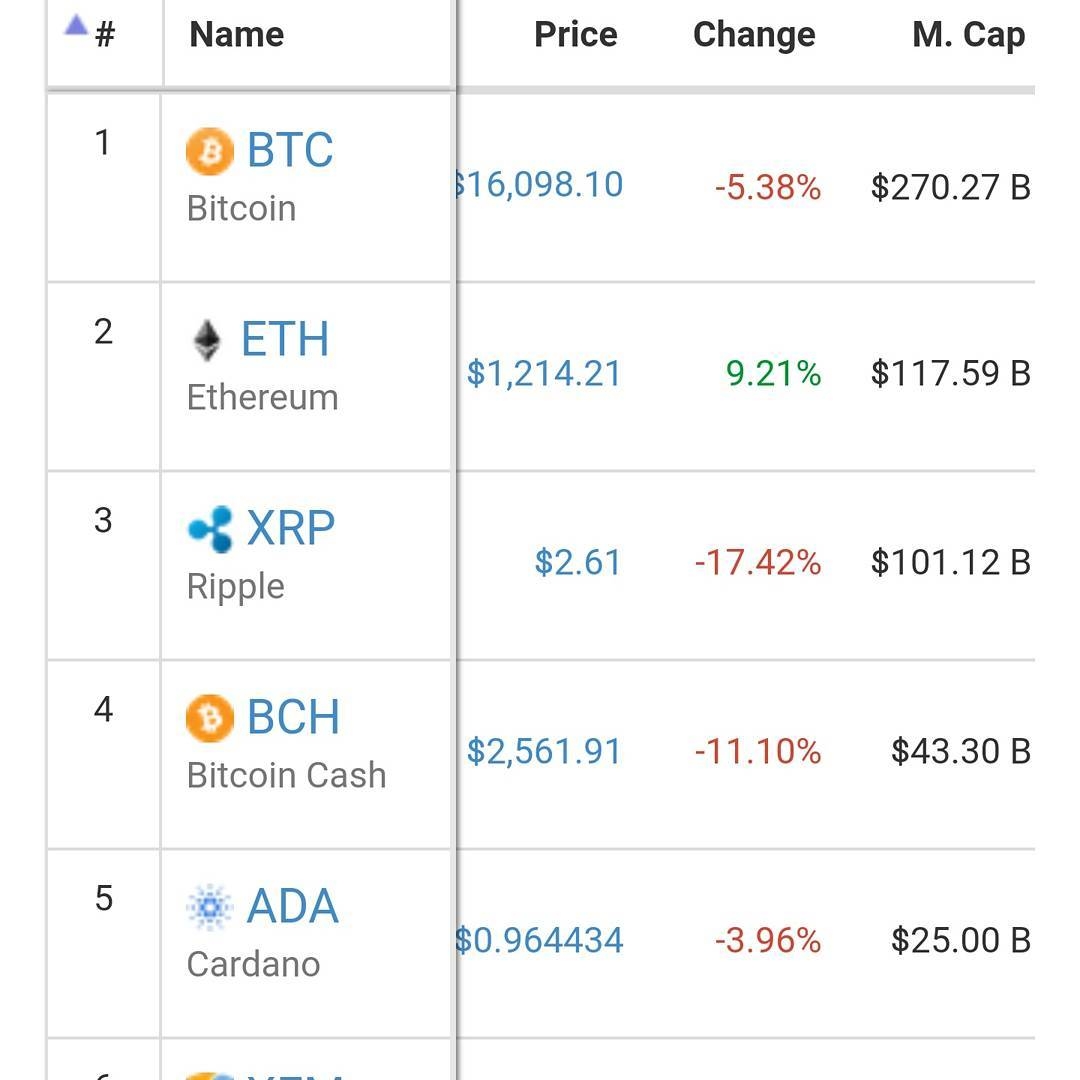 # Name Price Change M. Cap
1 BTC $16,098.10 -5.38% $270.27 B
Bitcoin
2 ETH $1,214.21 9.21% $117.59 B
Ethereum
3 XRP $2.61 -17.42% $101.12 B
Ripple
4 BCH $2,561.91 -11.10% $43.30 B
Bitcoin Cash
5 ADA $0.964434 -3.96% $25.00 B
Cardano